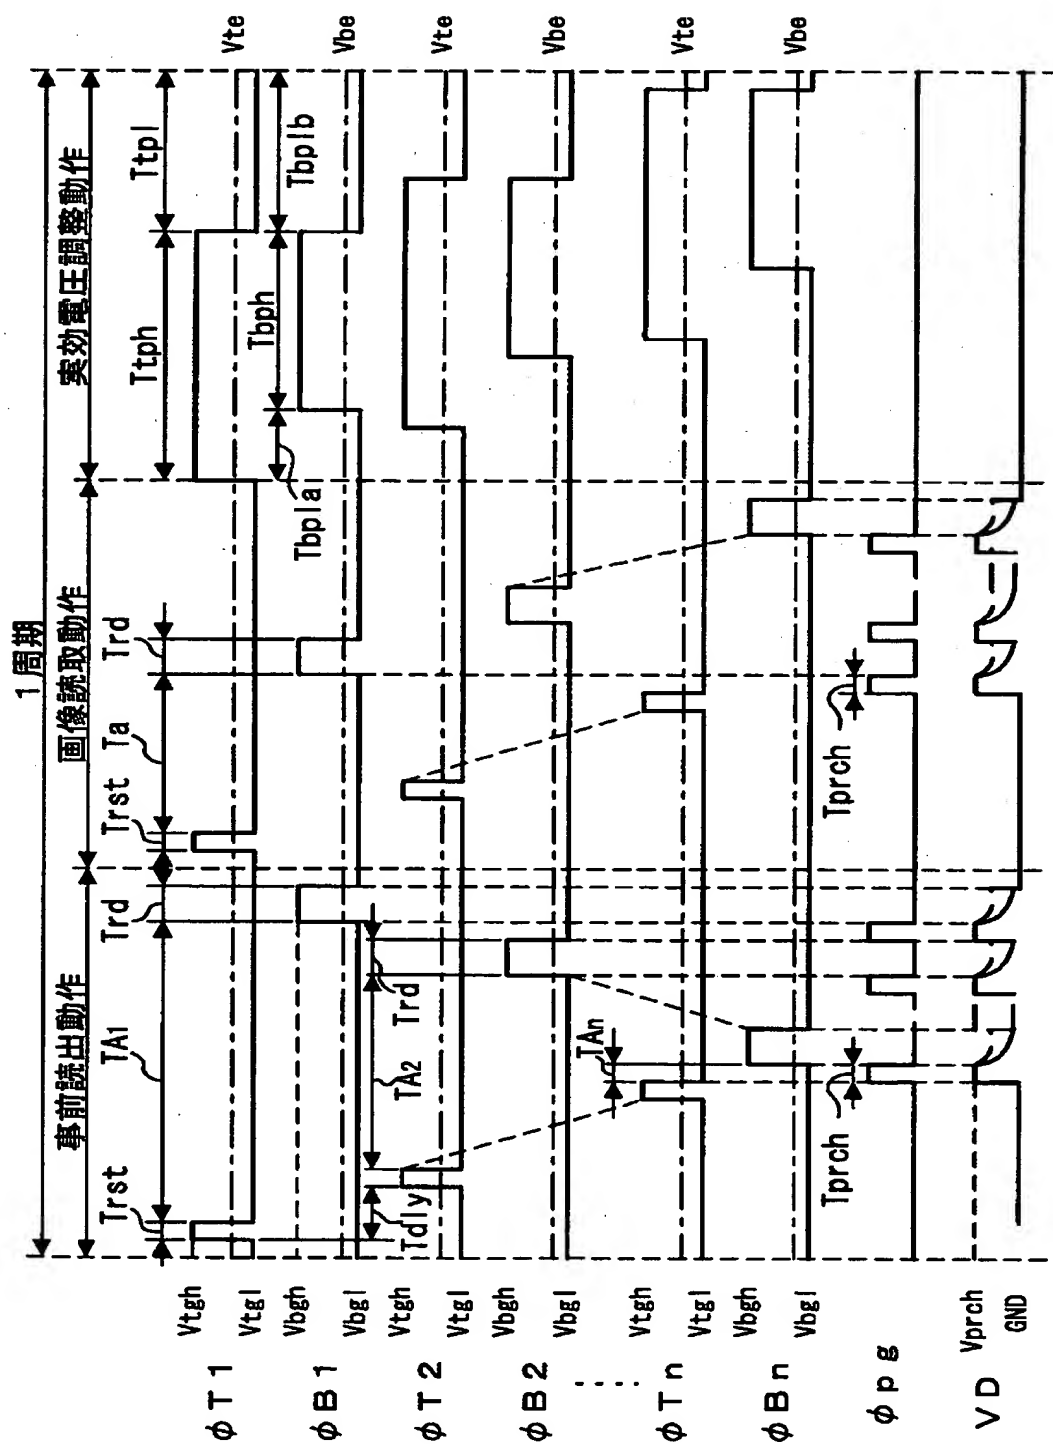 1周期
事前読出動作
画像読取動作
実効電圧調整動作
Trst
TA1
Trd
Trst
Ta
Trd
Ttph
Ttpl
φT1
Vtgh
Vtgl
Vte
Tbpla
Tbph
Tbplb
φB1
Vbgh
Vbgl
Vbe
Tdly
TA2
Trd
φT2
Vtgh
Vtgl
Vte
φB2
Vbgh
Vbgl
Vbe
TAn
φTn
Vtgh
Vtgl
Vte
φBn
Vbgh
Vbgl
Vbe
Tprch
Tprch
φpg
VD
Vprch
GND